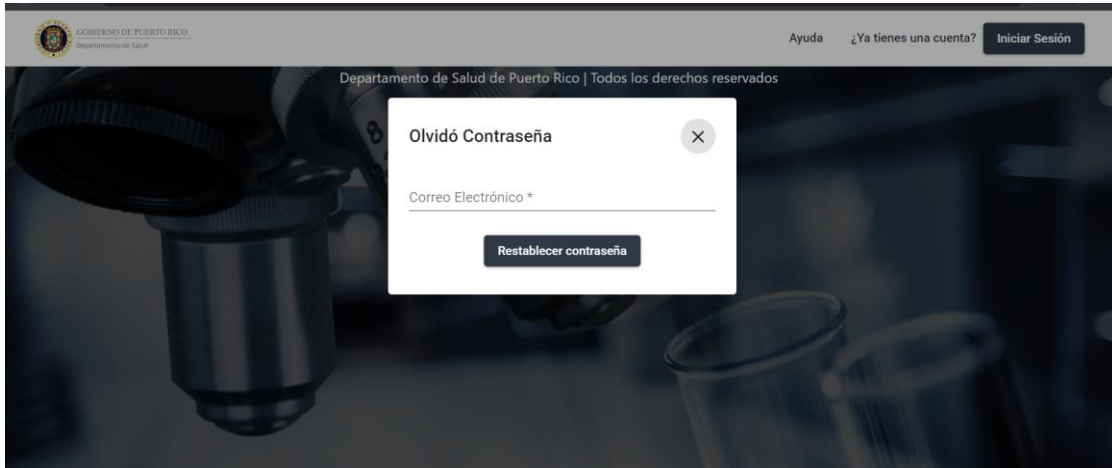 GOBIERNO DE PUERTO RICO
Departamento de Salud
Ayuda ¿Ya tienes una cuenta? Iniciar Sesión
Departamento de Salud de Puerto Rico | Todos los derechos reservados
Olvidó Contraseña
Correo Electrónico *
Restablecer contraseña